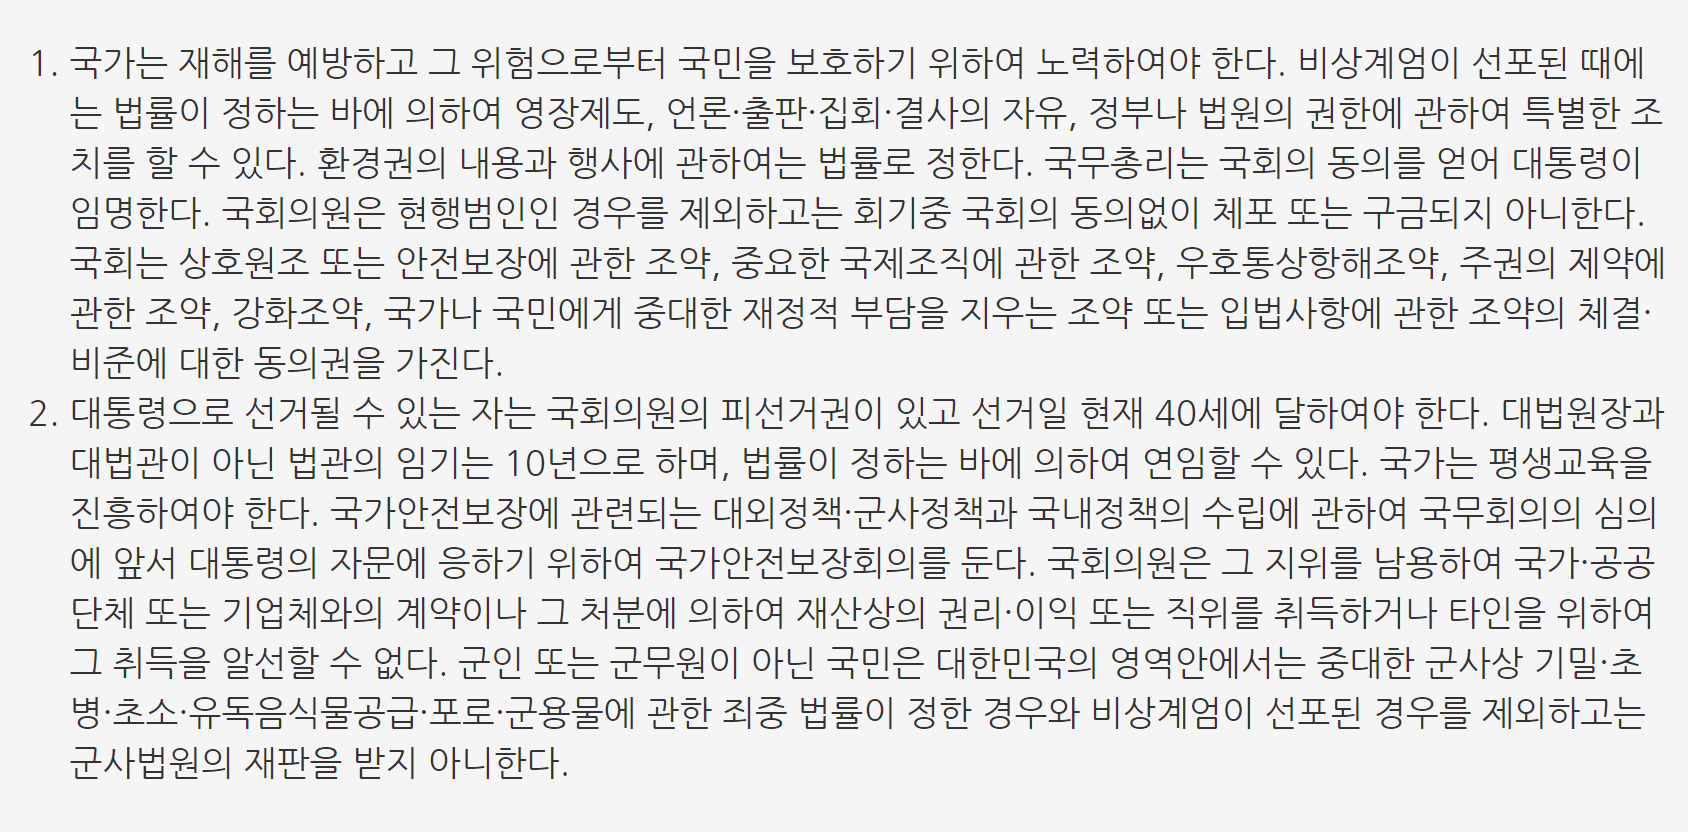 1. 국가는 재해를 예방하고 그 위험으로부터 국민을 보호하기 위하여 노력하여야 한다. 비상계엄이 선포된 때에
는 법률이 정하는 바에 의하여 영장제도, 언론·출판·집회·결사의 자유, 정부나 법원의 권한에 관하여 특별한 조
치를 할 수 있다. 환경권의 내용과 행사에 관하여는 법률로 정한다. 국무총리는 국회의 동의를 얻어 대통령이
임명한다. 국회의원은 현행범인인 경우를 제외하고는 회기중 국회의 동의없이 체포 또는 구금되지 아니한다.
국회는 상호원조 또는 안전보장에 관한 조약, 중요한 국제조직에 관한 조약, 우호통상항해조약, 주권의 제약에
관한 조약, 강화조약, 국가나 국민에게 중대한 재정적 부담을 지우는 조약 또는 입법사항에 관한 조약의 체결·
비준에 대한 동의권을 가진다.
2. 대통령으로 선거될 수 있는 자는 국회의원의 피선거권이 있고 선거일 현재 40세에 달하여야 한다. 대법원장과
대법관이 아닌 법관의 임기는 10년으로 하며, 법률이 정하는 바에 의하여 연임할 수 있다. 국가는 평생교육을
진흥하여야 한다. 국가안전보장에 관련되는 대외정책·군사정책과 국내정책의 수립에 관하여 국무회의의 심의
에 앞서 대통령의 자문에 응하기 위하여 국가안전보장회의를 둔다. 국회의원은 그 지위를 남용하여 국가·공공
단체 또는 기업체와의 계약이나 그 처분에 의하여 재산상의 권리·이익 또는 직위를 취득하거나 타인을 위하여
그 취득을 알선할 수 없다. 군인 또는 군무원이 아닌 국민은 대한민국의 영역안에서는 중대한 군사상 기밀·초
병·초소·유독음식물공급·포로·군용물에 관한 죄중 법률이 정한 경우와 비상계엄이 선포된 경우를 제외하고는
군사법원의 재판을 받지 아니한다.